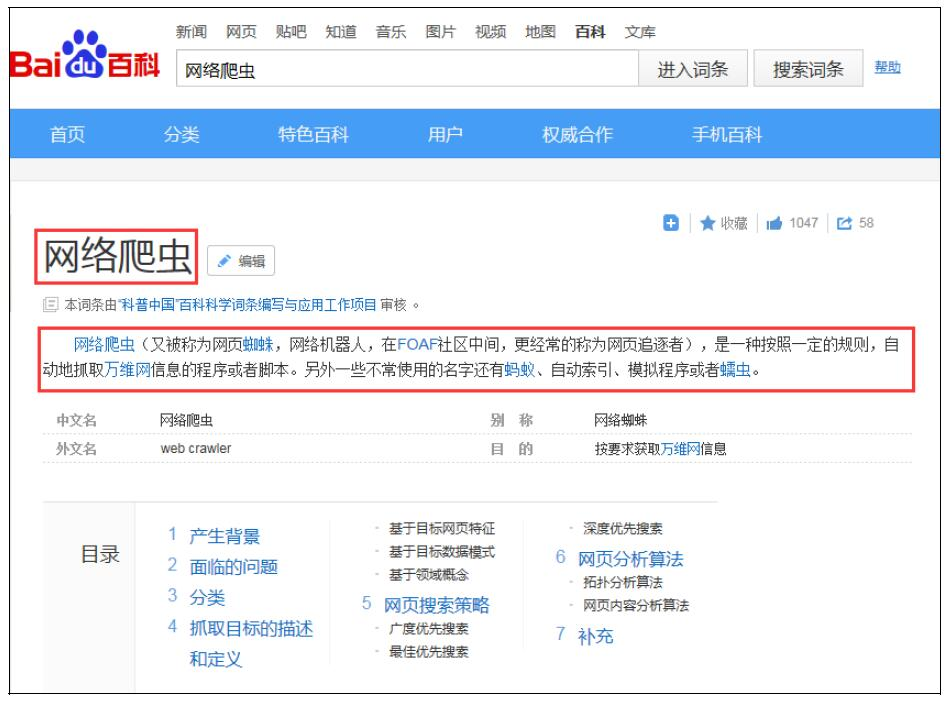 新闻 网页 贴吧 知道 音乐 图片 视频 地图 百科 文库
Bai du 百科
网络爬虫 进入词条 搜索词条 帮助
首页 分类 特色百科 用户 权威合作 手机百科
收藏 1047 58
网络爬虫 编辑
本词条由“科普中国”百科科学词条编写与应用工作项目 审核 。
网络爬虫（又被称为网页蜘蛛，网络机器人，在FOAF社区中间，更经常的称为网页追逐者），是一种按照一定的规则，自
动地抓取万维网信息的程序或者脚本。另外一些不常使用的名字还有蚂蚁、自动索引、模拟程序或者蠕虫。
中文名 网络爬虫 别 称 网络蜘蛛
外文名 web crawler 目 的 按要求获取万维网信息
目录
1 产生背景
2 面临的问题
3 分类
4 抓取目标的描述
和定义
- 基于目标网页特征
- 基于目标数据模式
- 基于领域概念
5 网页搜索策略
- 广度优先搜索
- 最佳优先搜索
- 深度优先搜索
6 网页分析算法
- 拓扑分析算法
- 网页内容分析算法
7 补充